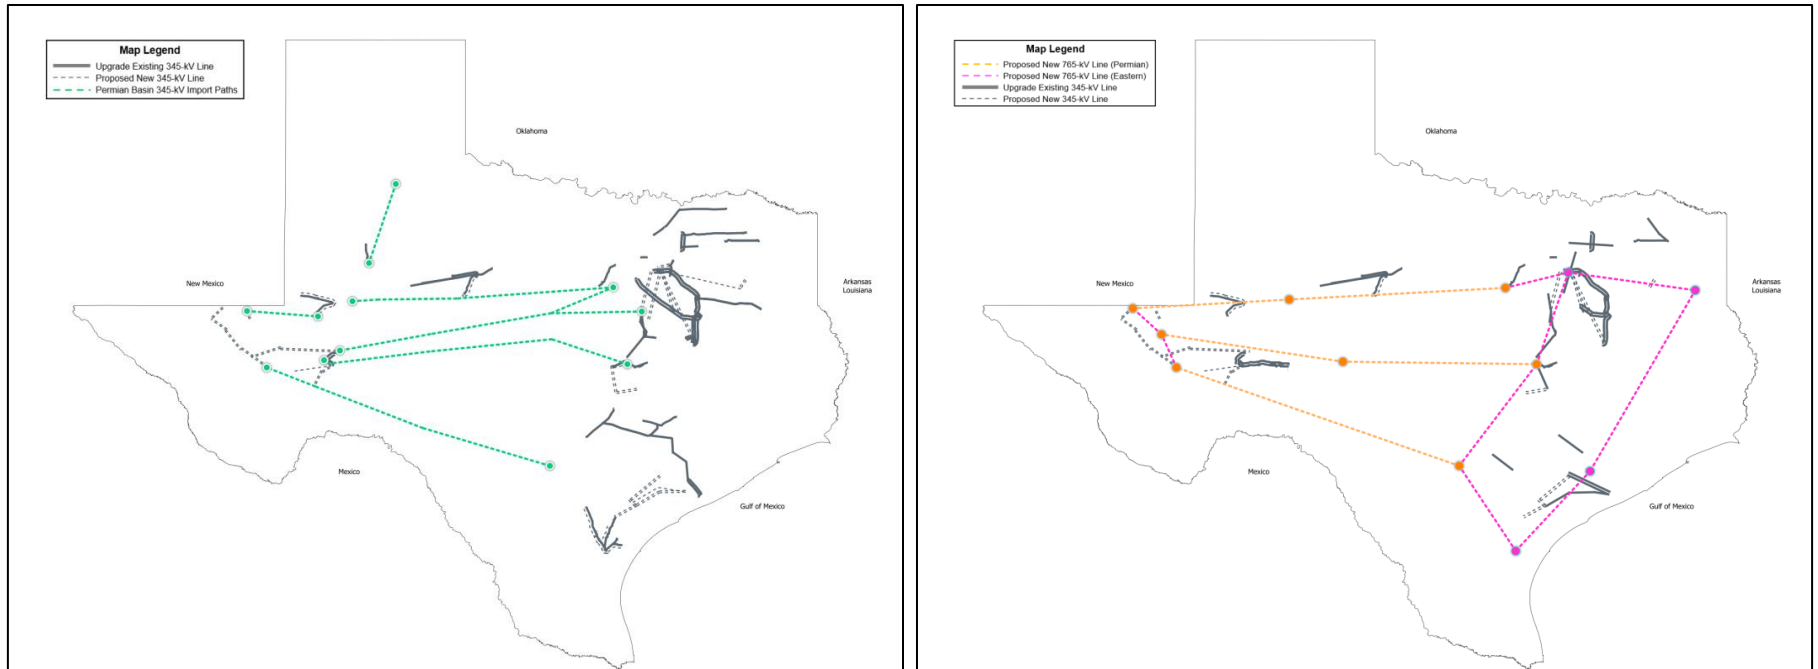 Map Legend
Upgrade Existing 345-kV Line
Proposed New 345-kV Line
Permian Basin 345-kV Import Paths
Oklahoma
New Mexico
Arkansas
Louisiana
Mexico
Gulf of Mexico
Map Legend
Proposed New 765-kV Line (Permian)
Proposed New 765-kV Line (Eastern)
Upgrade Existing 345-kV Line
Proposed New 345-kV Line
Oklahoma
New Mexico
Arkansas
Louisiana
Mexico
Gulf of Mexico